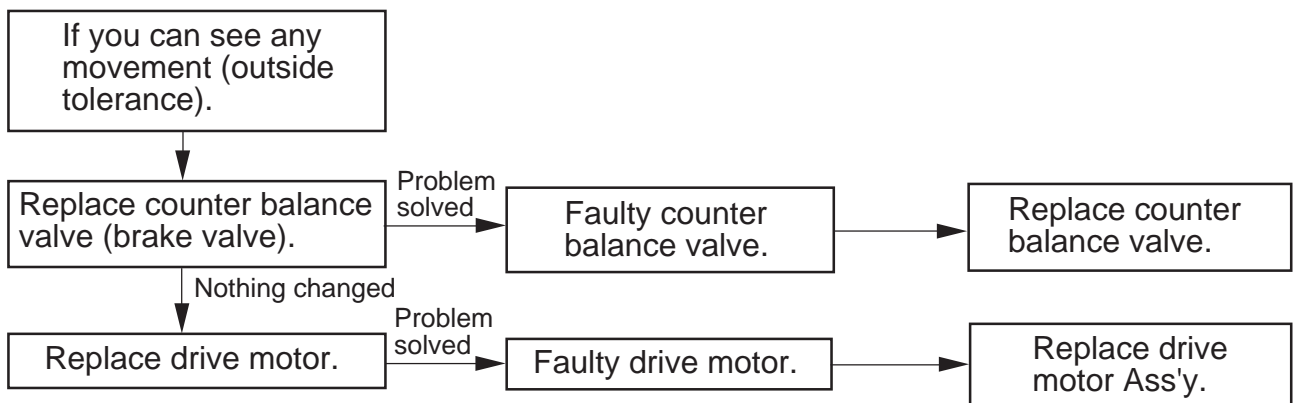 If you can see any
movement (outside
tolerance).
Replace counter balance
valve (brake valve).
Problem
solved
Faulty counter
balance valve.
Replace counter
balance valve.
Nothing changed
Replace drive motor.
Problem
solved
Faulty drive motor.
Replace drive
motor Ass'y.